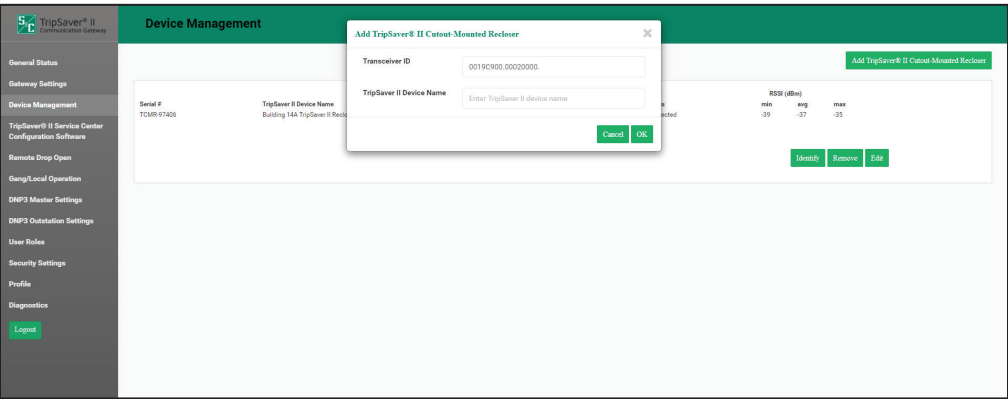 S&C TripSaver® II
Communication Gateway
Device Management
General Status
Gateway Settings
Device Management
TripSaver® II Service Center
Configuration Software
Remote Drop Open
Gang/Local Operation
DNP3 Master Settings
DNP3 Outstation Settings
User Roles
Security Settings
Profile
Diagnostics
Logout
Add TripSaver® II Cutout-Mounted Recloser
Add TripSaver® II Cutout-Mounted Recloser
×
Transceiver ID
0019C900.00020000.
TripSaver II Device Name
Enter TripSaver II device name
Cancel
OK
Serial #
TripSaver II Device Name
RSSI (dBm)
min avg max
TCMR-97406
Building 14A TripSaver II
-39 -37 -35
Identify
Remove
Edit